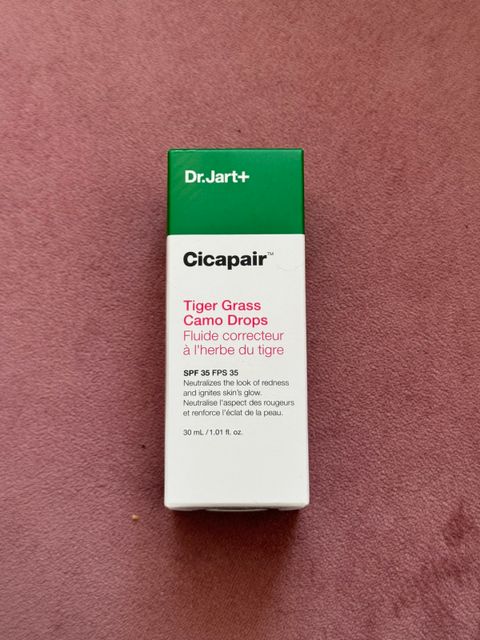 Dr.Jart+
Cicapair™
Tiger Grass
Camo Drops
Fluide correcteur
à l'herbe du tigre
SPF 35 FPS 35
Neutralizes the look of redness
and ignites skin's glow.
Neutralise l'aspect des rougeurs
et renforce l'éclat de la peau.
30 mL / 1.01 fl. oz.